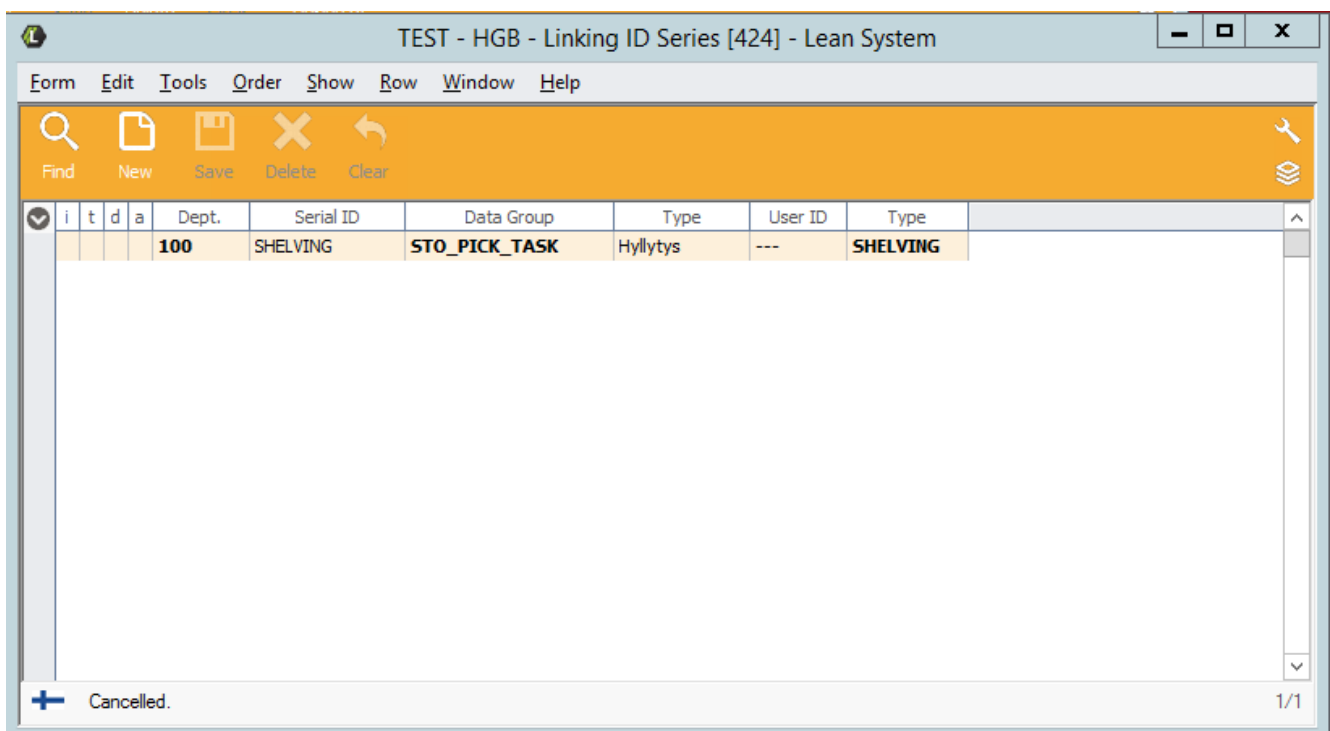 TEST - HGB - Linking ID Series [424] - Lean System
Form Edit Tools Order Show Row Window Help
Find New Save Delete Clear
i t d a Dept. Serial ID Data Group Type User ID Type
100 SHELVING STO_PICK_TASK Hyllytys --- SHELVING
Cancelled. 1/1